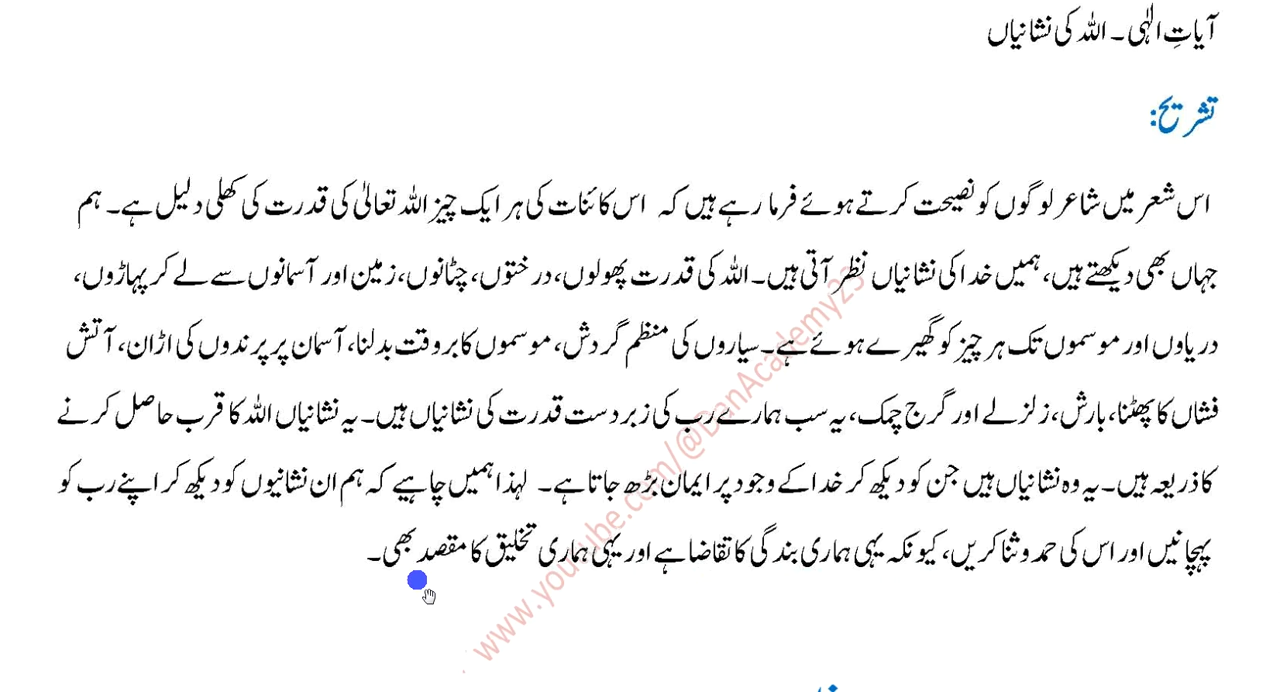 آیاتِ الٰہی ۔ اللہ کی نشانیاں
تشریح:
اس شعر میں شاعر لوگوں کو نصیحت کرتے ہوئے فرما رہے ہیں کہ اس کائنات کی ہر ایک چیز اللہ تعالیٰ کی قدرت کی کھلی دلیل ہے۔ ہم
جہاں بھی دیکھتے ہیں، ہمیں خدا کی نشانیاں نظر آتی ہیں۔ اللہ کی قدرت پھولوں، درختوں، چٹانوں، زمین اور آسمانوں سے لے کر پہاڑوں،
دریاوں اور موسموں تک ہر چیز کو گھیرے ہوئے ہے۔ سیاروں کی منظم گردش، موسموں کا بروقت بدلنا، آسمان پر پرندوں کی اڑان، آتش
فشاں کا پھٹنا، بارش، زلزلے اور گرج چمک، یہ سب ہمارے رب کی زبردست قدرت کی نشانیاں ہیں۔ یہ نشانیاں اللہ کا قرب حاصل کرنے
کا ذریعہ ہیں۔ یہ وہ نشانیاں ہیں جن کو دیکھ کر خدا کے وجود پر ایمان بڑھ جاتا ہے۔ لہذا ہمیں چاہیے کہ ہم ان نشانیوں کو دیکھ کر اپنے رب کو
پہچانیں اور اس کی حمد و ثنا کریں، کیونکہ یہی ہماری بندگی کا تقاضا ہے اور یہی ہماری تخلیق کا مقصد بھی۔
www.youtube.com/@DanAcademy23